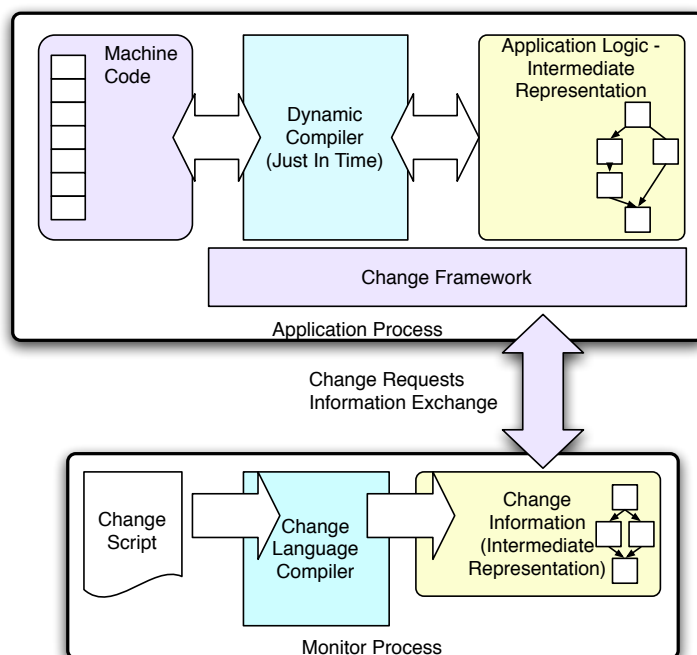 Machine
Code
Dynamic
Compiler
(Just In Time)
Application Logic -
Intermediate
Representation
Change Framework
Application Process
Change Requests
Information Exchange
Change
Script
Change
Language
Compiler
Change
Information
(Intermediate
Representation)
Monitor Process